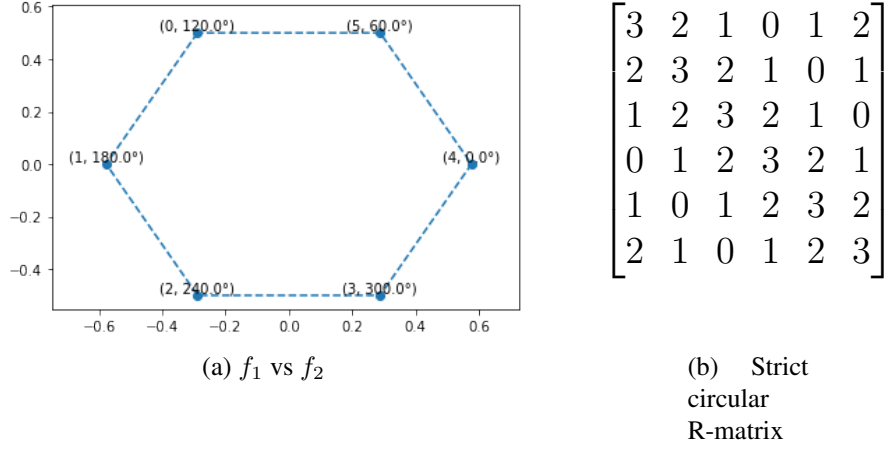 0.6
(0, 120.0°) (5, 60.0°)
0.4
0.2
0.0
(1, 180.0°) (4, 0.0°)
−0.2
−0.4
(2, 240.0°) (3, 300.0°)
−0.6 −0.4 −0.2 0.0 0.2 0.4 0.6
(a) f₁ vs f₂
3 2 1 0 1 2
2 3 2 1 0 1
1 2 3 2 1 0
0 1 2 3 2 1
1 0 1 2 3 2
2 1 0 1 2 3
(b) Strict
circular
R-matrix